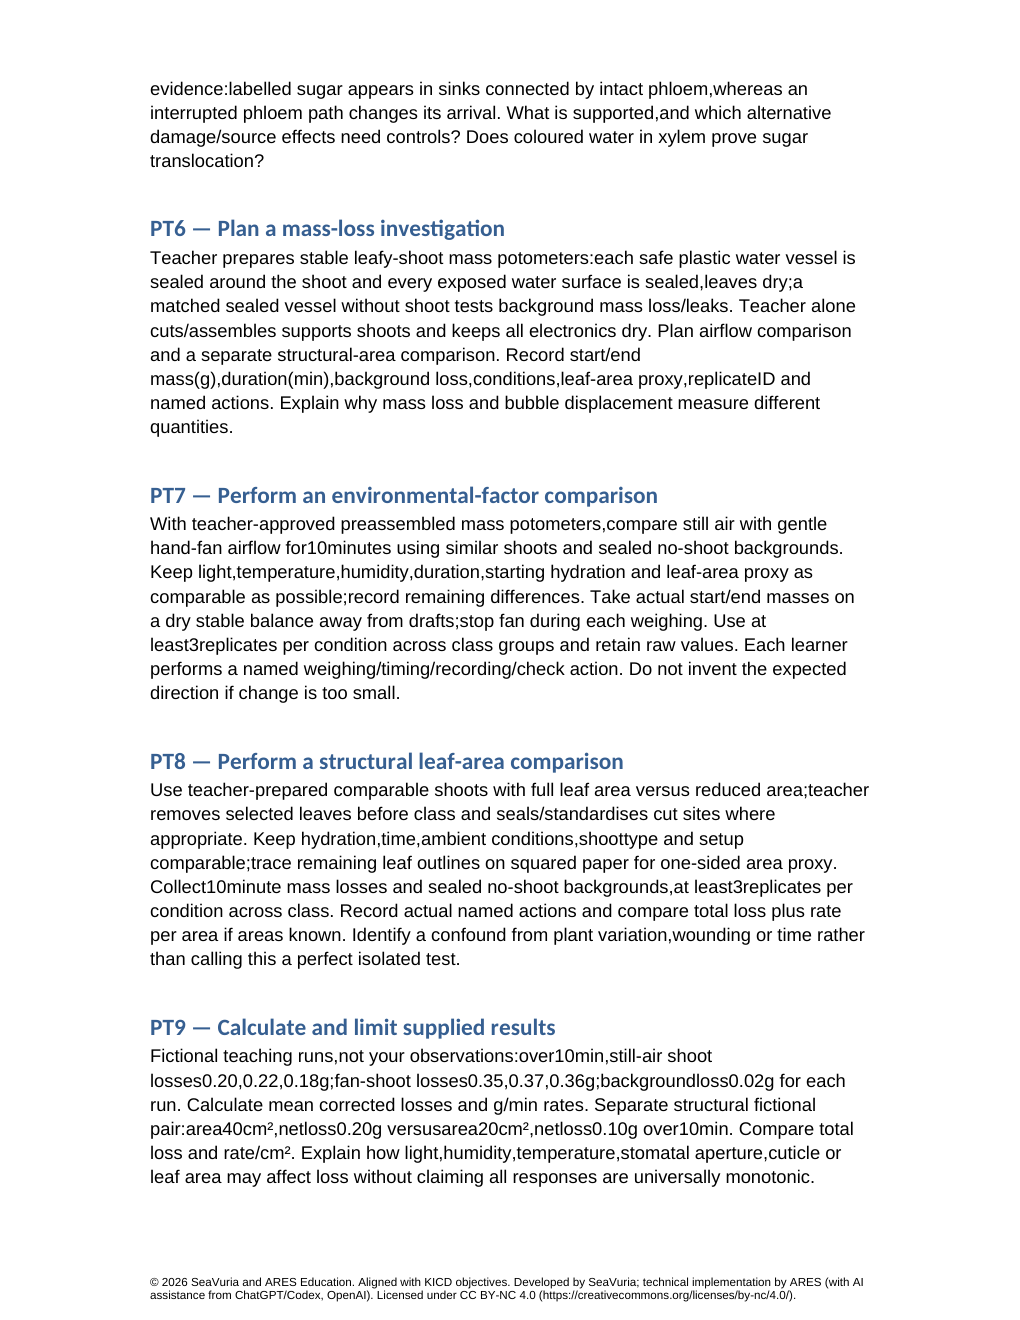 evidence:labelled sugar appears in sinks connected by intact phloem,whereas an
interrupted phloem path changes its arrival. What is supported,and which alternative
damage/source effects need controls? Does coloured water in xylem prove sugar
translocation?
PT6 — Plan a mass-loss investigation
Teacher prepares stable leafy-shoot mass potometers:each safe plastic water vessel is
sealed around the shoot and every exposed water surface is sealed,leaves dry;a
matched sealed vessel without shoot tests background mass loss/leaks. Teacher alone
cuts/assembles supports shoots and keeps all electronics dry. Plan airflow comparison
and a separate structural-area comparison. Record start/end
mass(g),duration(min),background loss,conditions,leaf-area proxy,replicateID and
named actions. Explain why mass loss and bubble displacement measure different
quantities.
PT7 — Perform an environmental-factor comparison
With teacher-approved preassembled mass potometers,compare still air with gentle
hand-fan airflow for10minutes using similar shoots and sealed no-shoot backgrounds.
Keep light,temperature,humidity,duration,starting hydration and leaf-area proxy as
comparable as possible;record remaining differences. Take actual start/end masses on
a dry stable balance away from drafts;stop fan during each weighing. Use at
least3replicates per condition across class groups and retain raw values. Each learner
performs a named weighing/timing/recording/check action. Do not invent the expected
direction if change is too small.
PT8 — Perform a structural leaf-area comparison
Use teacher-prepared comparable shoots with full leaf area versus reduced area;teacher
removes selected leaves before class and seals/standardises cut sites where
appropriate. Keep hydration,time,ambient conditions,shoottype and setup
comparable;trace remaining leaf outlines on squared paper for one-sided area proxy.
Collect10minute mass losses and sealed no-shoot backgrounds,at least3replicates per
condition across class. Record actual named actions and compare total loss plus rate
per area if areas known. Identify a confound from plant variation,wounding or time rather
than calling this a perfect isolated test.
PT9 — Calculate and limit supplied results
Fictional teaching runs,not your observations:over10min,still-air shoot
losses0.20,0.22,0.18g;fan-shoot losses0.35,0.37,0.36g;backgroundloss0.02g for each
run. Calculate mean corrected losses and g/min rates. Separate structural fictional
pair:area40cm²,netloss0.20g versusarea20cm²,netloss0.10g over10min. Compare total
loss and rate/cm². Explain how light,humidity,temperature,stomatal aperture,cuticle or
leaf area may affect loss without claiming all responses are universally monotonic.
© 2026 SeaVuria and ARES Education. Aligned with KICD objectives. Developed by SeaVuria; technical implementation by ARES (with AI
assistance from ChatGPT/Codex, OpenAI). Licensed under CC BY-NC 4.0 (https://creativecommons.org/licenses/by-nc/4.0/).